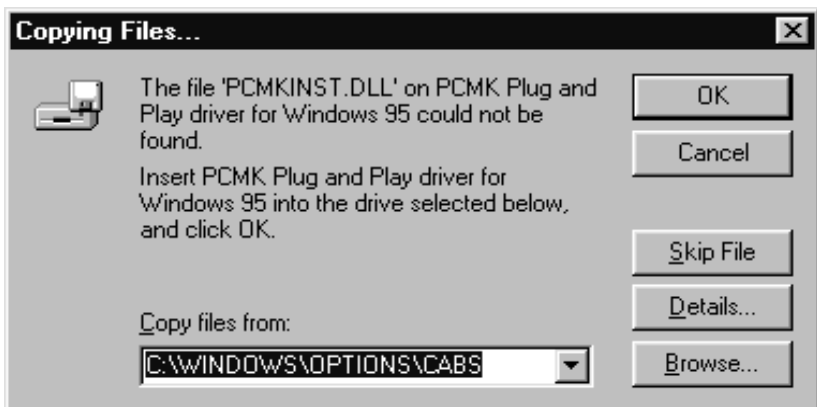 Copying Files...
The file 'PCMKINST.DLL' on PCMK Plug and
Play driver for Windows 95 could not be
found.
Insert PCMK Plug and Play driver for
Windows 95 into the drive selected below,
and click OK.
Copy files from:
C:\WINDOWS\OPTIONS\CABS
OK
Cancel
Skip File
Details...
Browse...